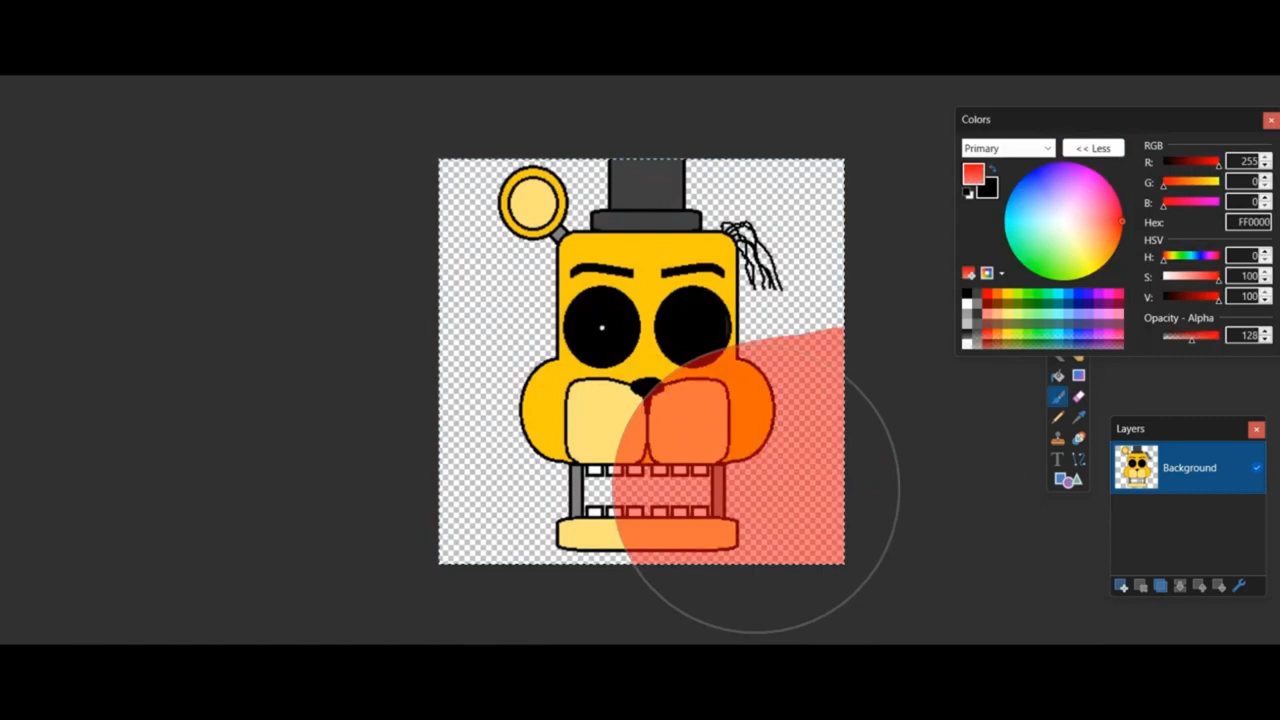 Colors
Primary
<< Less
RGB
R: 255
G: 0
B: 0
Hex: FF0000
HSV
H: 0
S: 100
V: 100
Opacity - Alpha
128
Layers
Background